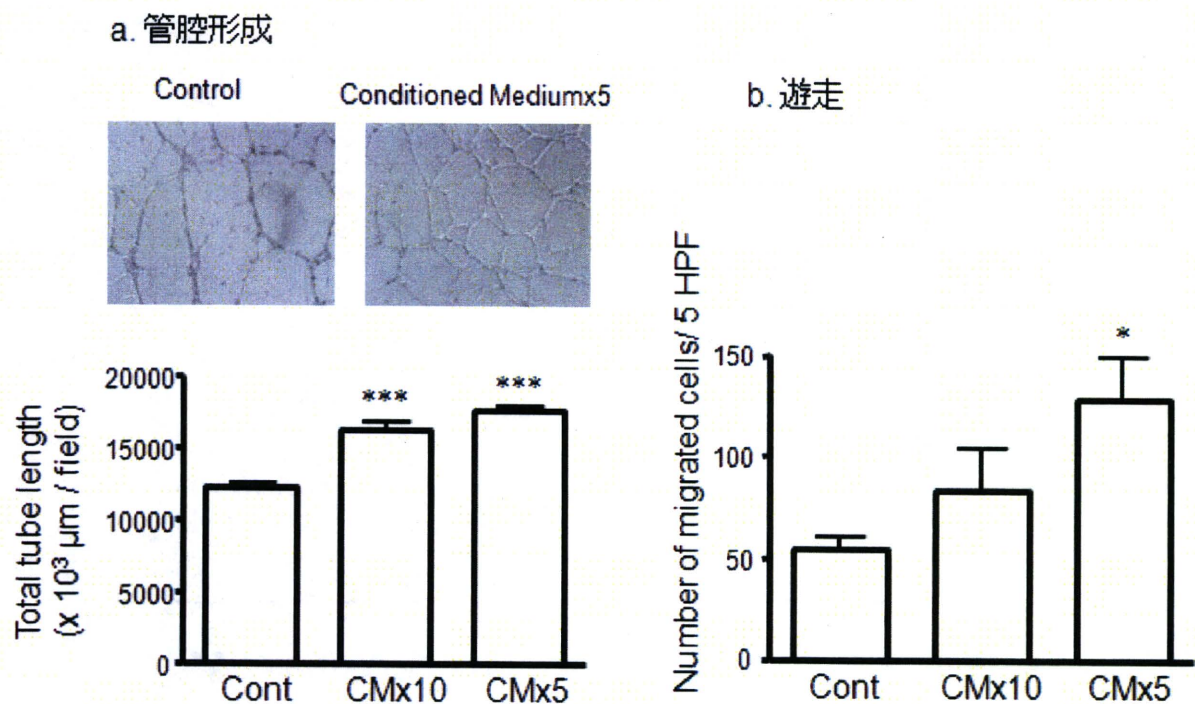 a. 管腔形成
Control
Conditioned Mediumx5
Total tube length
(x 10³ μm / field)
20000
15000
10000
5000
0
***
***
Cont
CMx10
CMx5
b. 遊走
Number of migrated cells/ 5 HPF
150
100
50
0
*
Cont
CMx10
CMx5